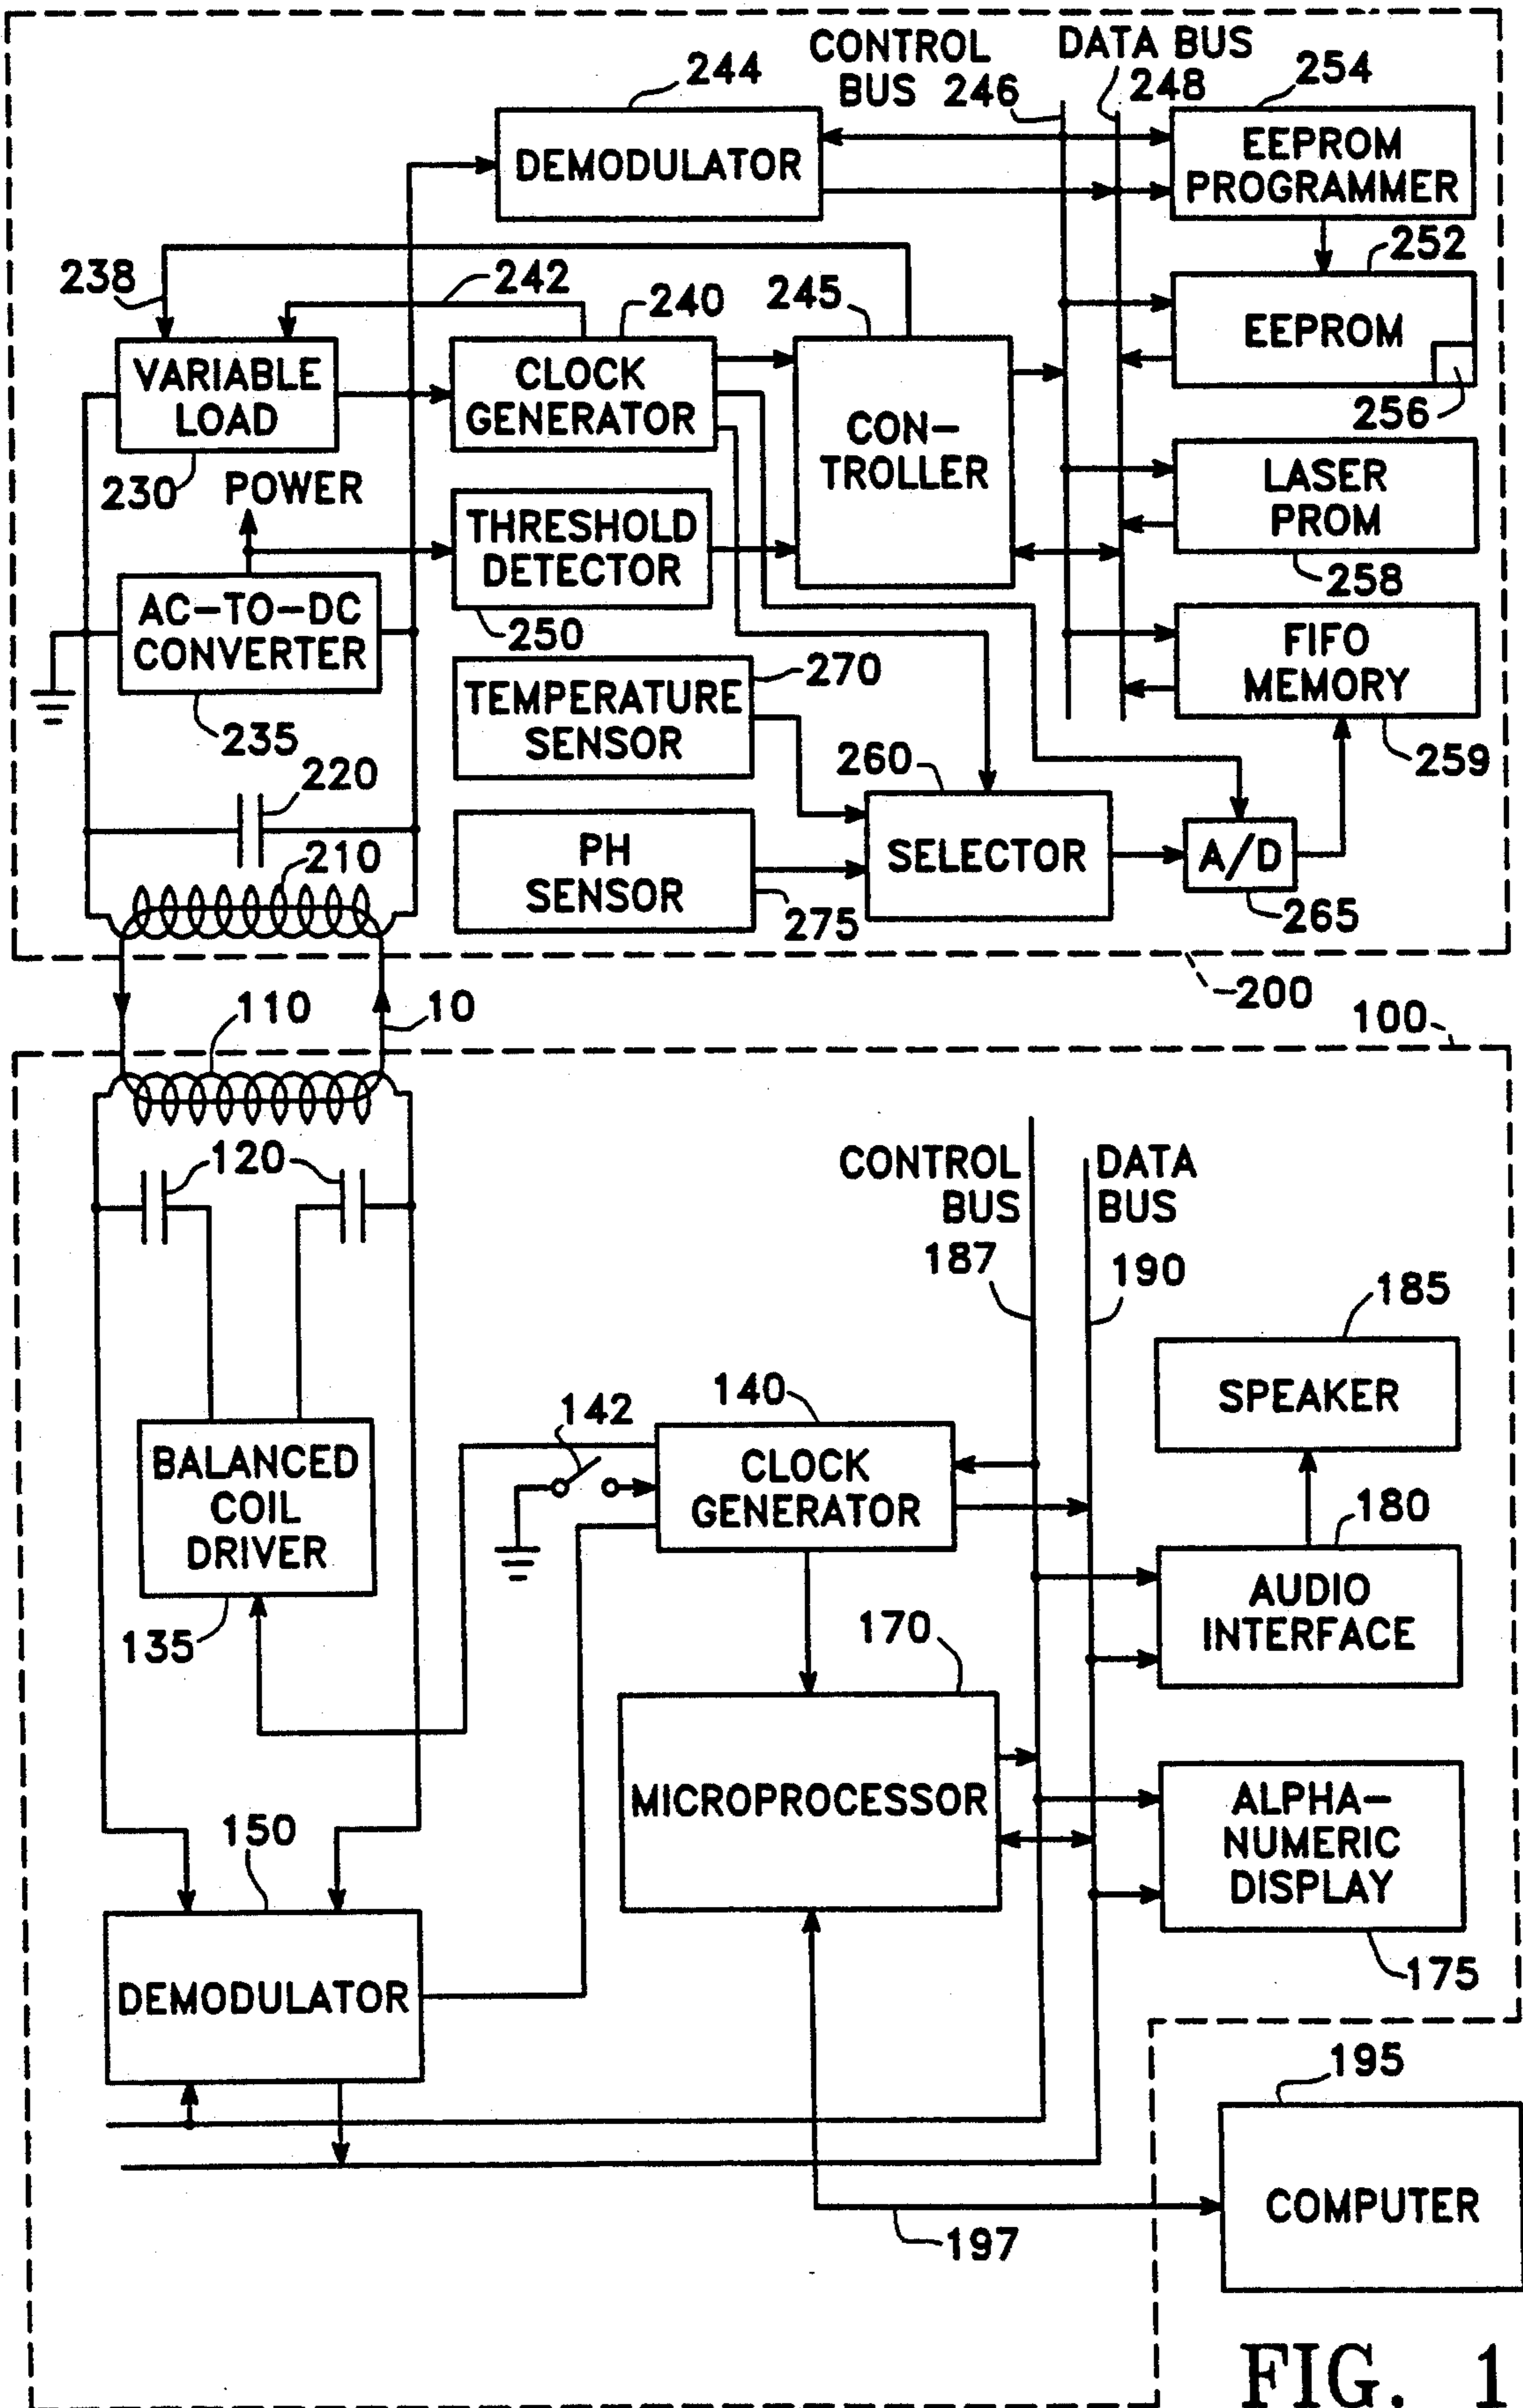 CONTROL
BUS 246
DATA BUS
248
244
254
DEMODULATOR
EEPROM
PROGRAMMER
238
242
240
245
252
VARIABLE
LOAD
CLOCK
GENERATOR
CON-
TROLLER
EEPROM
256
230
POWER
THRESHOLD
DETECTOR
LASER
PROM
258
AC-TO-DC
CONVERTER
250
FIFO
MEMORY
235
TEMPERATURE
SENSOR
270
260
259
220
210
PH
SENSOR
275
SELECTOR
A/D
265
200
110
10
100
120
CONTROL
BUS
DATA
BUS
187
190
185
SPEAKER
142
140
BALANCED
COIL
DRIVER
CLOCK
GENERATOR
180
AUDIO
INTERFACE
135
170
MICROPROCESSOR
ALPHA-
NUMERIC
DISPLAY
150
175
DEMODULATOR
195
COMPUTER
197
FIG. 1